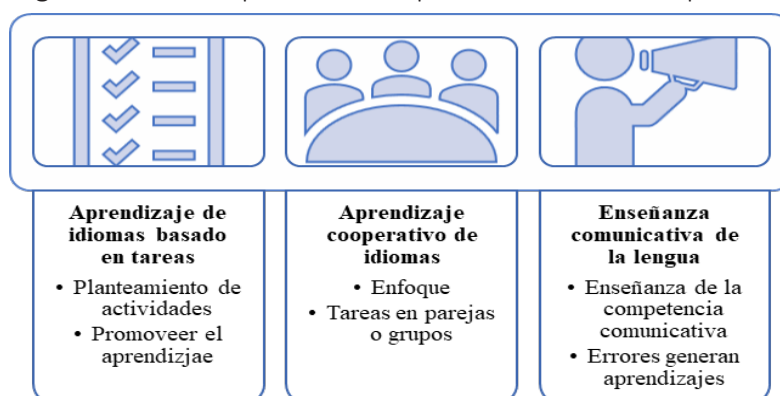 Aprendizaje de
idiomas basado
en tareas
• Planteamiento de
actividades
• Promoveer el
aprendizjae
Aprendizaje
cooperativo de
idiomas
• Enfoque
• Tareas en parejas
o grupos
Enseñanza
comunicativa de
la lengua
• Enseñanza de la
competencia
comunicativa
• Errores generan
aprendizajes